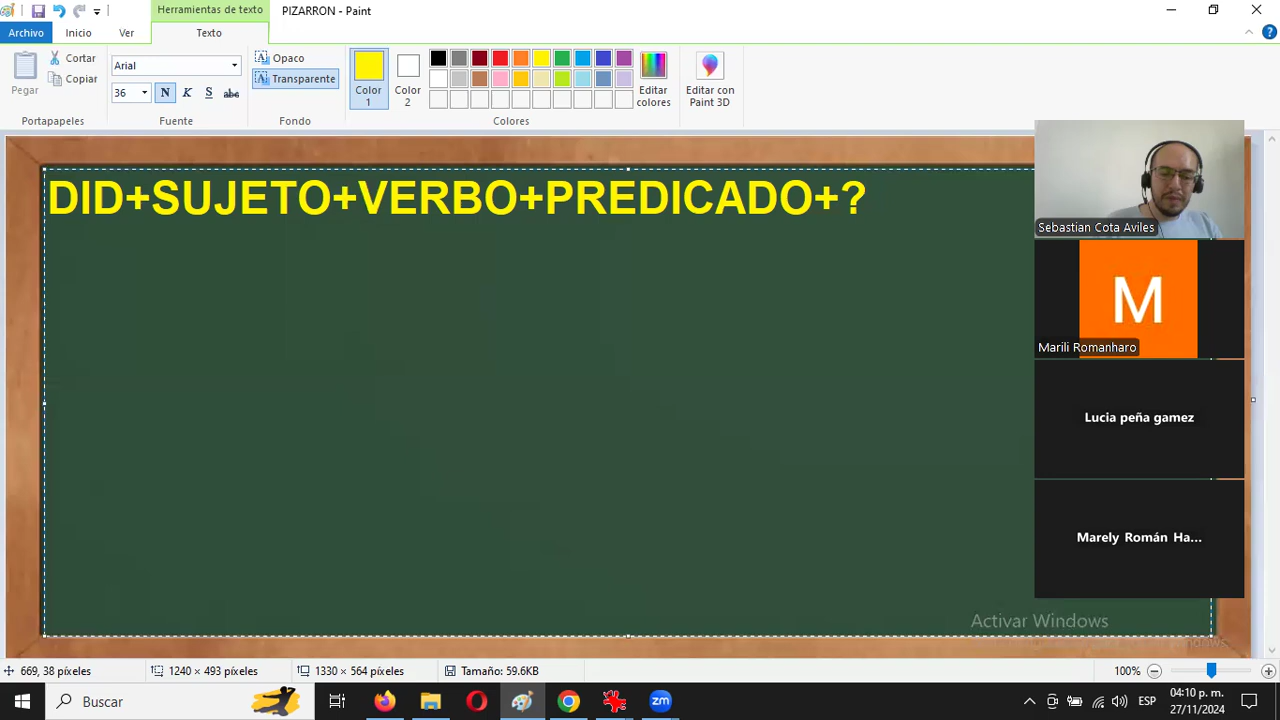 Herramientas de texto
PIZARRON - Paint
Archivo
Inicio
Ver
Texto
Pegar
Cortar
Copiar
Portapapeles
Arial
36
N K S abc
Fuente
Opaco
Transparente
Fondo
Color 1
Color 2
Editar colores
Editar con Paint 3D
Colores
DID+SUJETO+VERBO+PREDICADO+?
Sebastian Cota Aviles
M
Marili Romanharo
Lucia peña gamez
Marely Román Ha...
Activar Windows
669, 38 píxeles
1240 × 493 píxeles
1330 × 564 píxeles
Tamaño: 59.6KB
100%
Buscar
zm
ESP
04:10 p. m.
27/11/2024